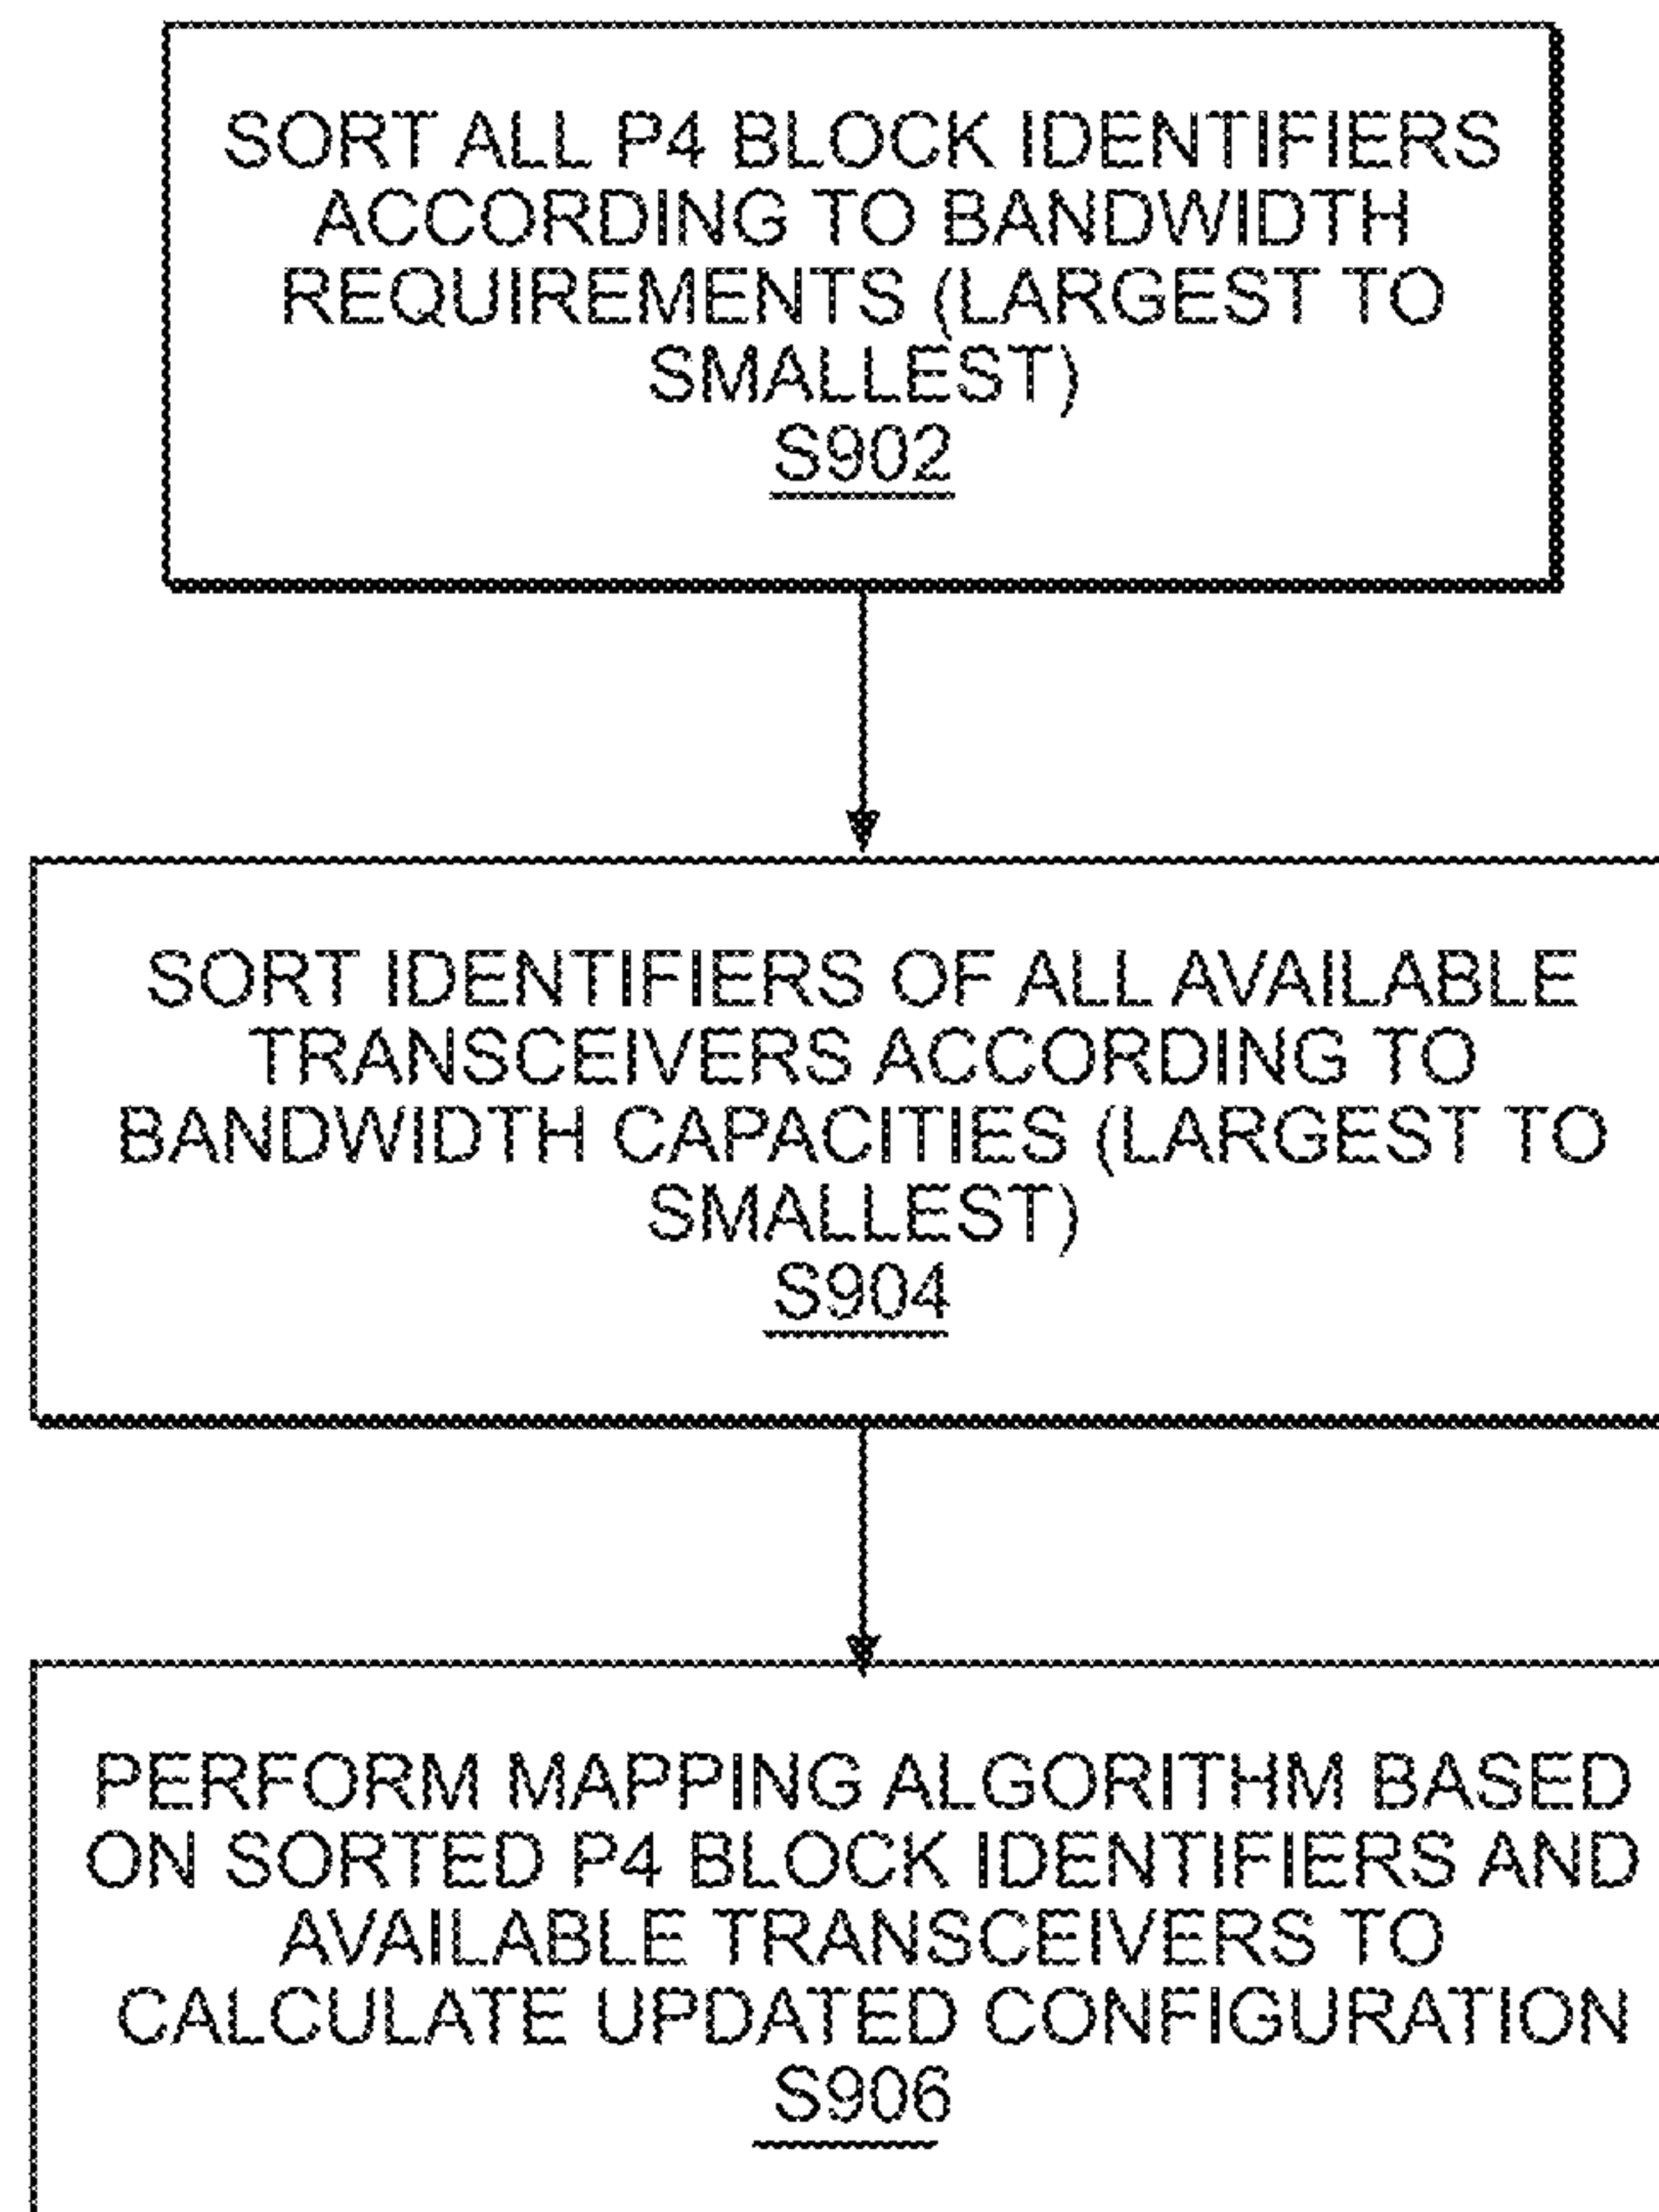 SORT ALL P4 BLOCK IDENTIFIERS
ACCORDING TO BANDWIDTH
REQUIREMENTS (LARGEST TO
SMALLEST)
S902
SORT IDENTIFIERS OF ALL AVAILABLE
TRANSCEIVERS ACCORDING TO
BANDWIDTH CAPACITIES (LARGEST TO
SMALLEST)
S904
PERFORM MAPPING ALGORITHM BASED
ON SORTED P4 BLOCK IDENTIFIERS AND
AVAILABLE TRANSCEIVERS TO
CALCULATE UPDATED CONFIGURATION
S906